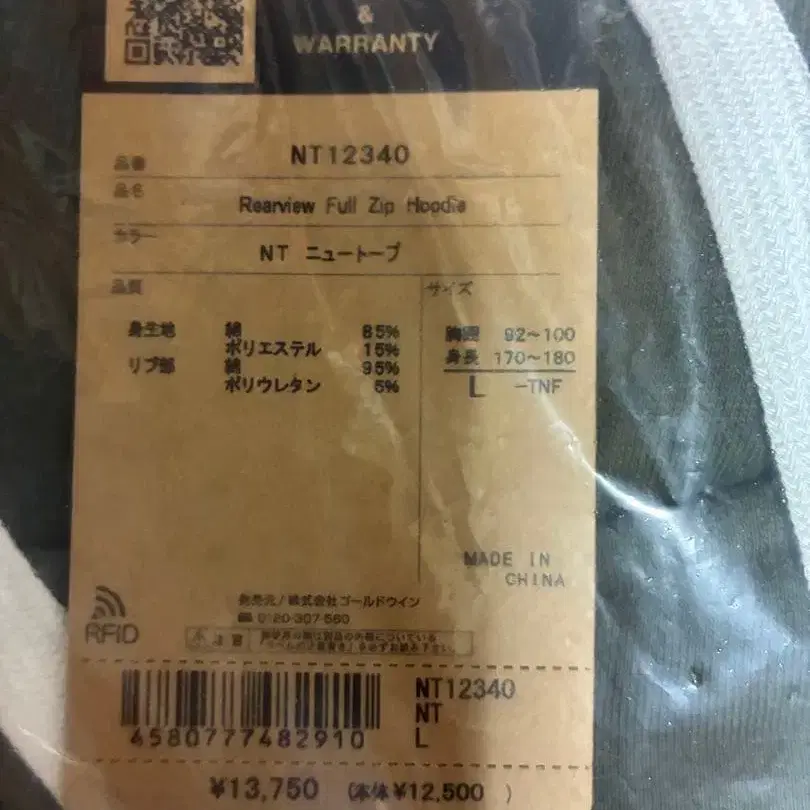 &
WARRANTY
品番 NT12340
品名 Rearview Full Zip Hoodie
カラー NT ニュートープ
品質 サイズ
身生地 綿 85%
ポリエステル 15%
リブ部 綿 95%
ポリウレタン 5%
胸囲 92~100
身長 170~180
L -TNF
MADE IN
CHINA
RFID
発売元/株式会社ゴールドウイン
☎ 0120-307-560
注意
4580777482910
NT12340
NT
L
¥13,750 (本体¥12,500 )